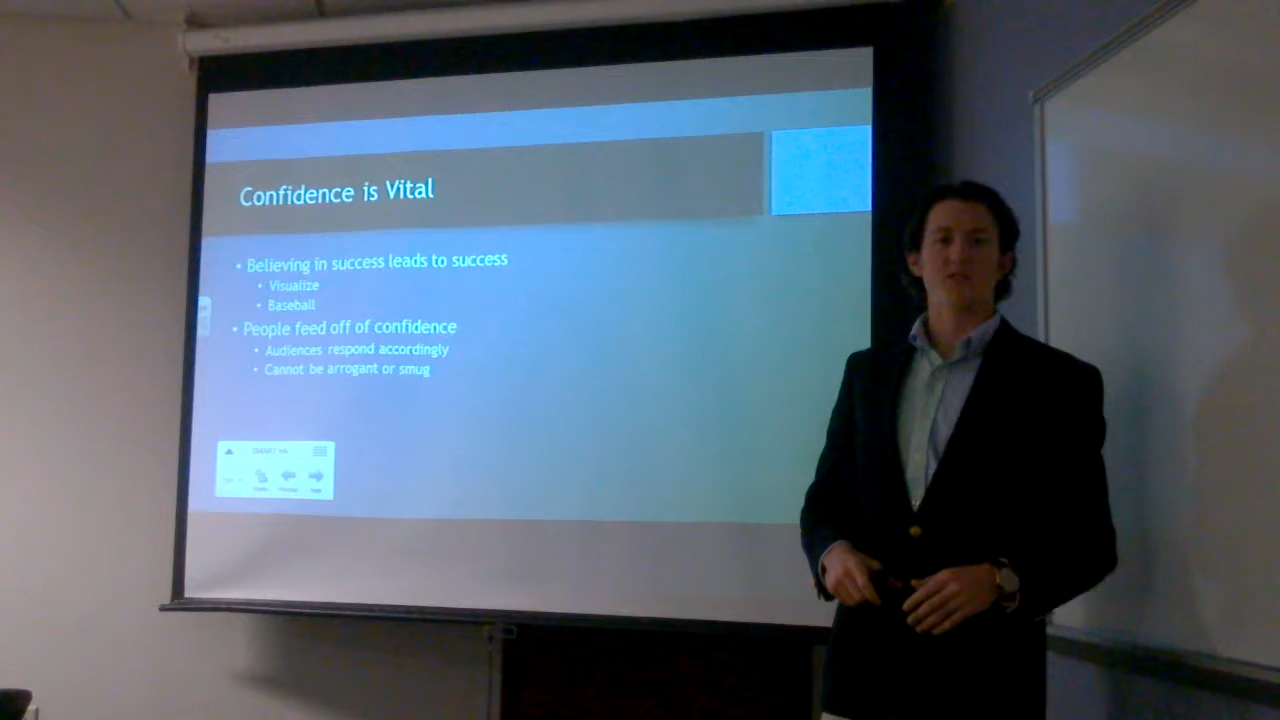 Confidence is Vital
• Believing in success leads to success
• Visualize
• Baseball
• People feed off of confidence
• Audiences respond accordingly
• Cannot be arrogant or smug
SMART